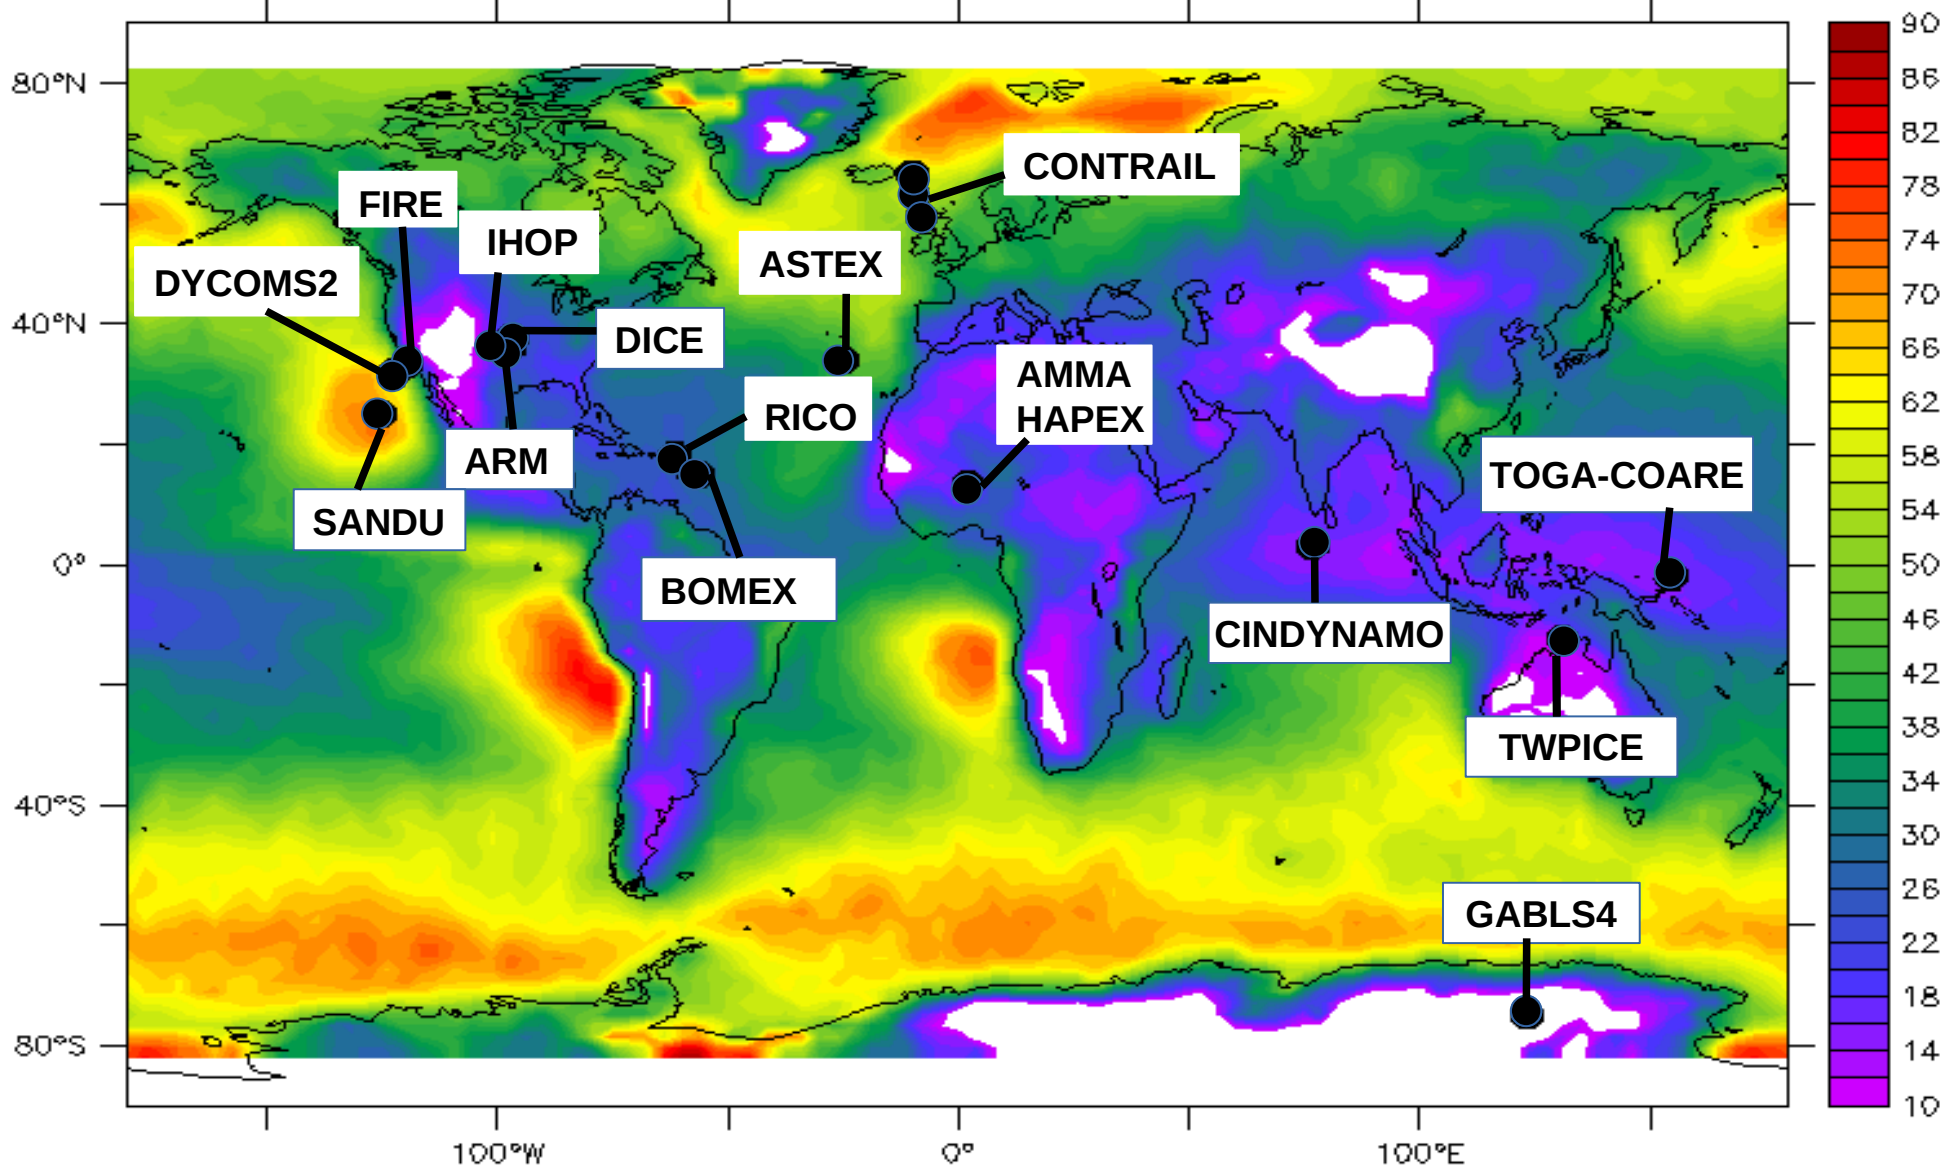 90
80°N
86
82
CONTRAIL
78
FIRE
IHOP
74
ASTEX
DYCOMS2
70
40°N
DICE
66
AMMA
HAPEX
62
RICO
58
ARM
TOGA-COARE
54
SANDU
50
0°
BOMEX
46
CINDYNAMO
42
38
TWPICE
34
40°S
30
26
GABLS4
22
18
80°S
14
10
100°W
0°
100°E